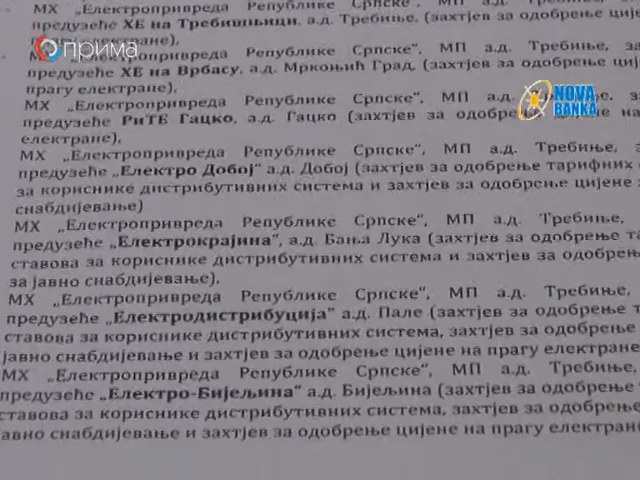 МХ „Електропривреда Републике Српске“, МП а.д. Требиње,
предузеће ХЕ на Требишњици, а.д. Требиње, (захтјев за одобрење цијене
прагу електране),
прима
МХ „Електропривреда Републике Српске“, МП а.д. Требиње,
предузеће ХЕ на Врбасу, а.д. Мркоњић Град, (захтјев за одобрење
прагу електране),
NOVA
BANKA
МХ „Електропривреда Републике Српске“, МП а.д.
предузеће РиТЕ Гацко, а.д. Гацко (захтјев за на
електране),
МХ „Електропривреда Републике Српске“, МП а.д. Требиње,
предузеће „Електро Добој“ а.д. Добој (захтјев за одобрење тарифних
за кориснике дистрибутивних система и захтјев за одобрење цијене
снабдијевање)
МХ „Електропривреда Републике Српске“, МП а.д. Требиње,
предузеће „Електрокрајина“, а.д. Бања Лука (захтјев за одобрење
ставова за кориснике дистрибутивних система и захтјев за
за јавно снабдијевање),
МХ „Електропривреда Републике Српске“, МП а.д. Требиње,
предузеће „Електродистрибуција“ а.д. Пале (захтјев за одобрење
ставова за кориснике дистрибутивних система, захтјев за одобрење
јавно снабдијевање и захтјев за одобрење цијене на прагу
МХ „Електропривреда Републике Српске“, МП а.д. Требиње,
предузеће „Електро-Бијељина“ а.д. Бијељина (захтјев за одобрење
ставова за кориснике дистрибутивних система, захтјев за
авно снабдијевање и захтјев за одобрење цијене на прагу